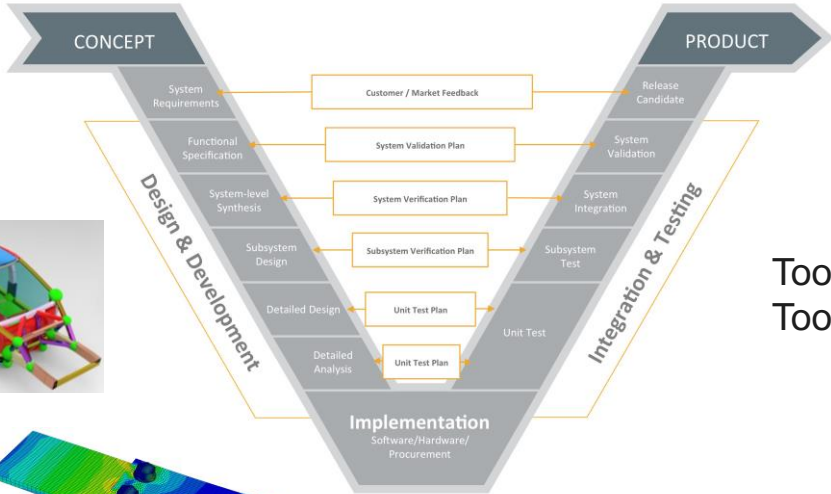 CONCEPT
PRODUCT
System
Requirements
Customer / Market Feedback
Release
Candidate
Functional
Specification
System Validation Plan
System
Validation
System-level
Synthesis
System Verification Plan
System
Integration
Subsystem
Design
Subsystem Verification Plan
Subsystem
Test
Detailed Design
Unit Test Plan
Unit Test
Detailed
Analysis
Unit Test Plan
Design & Development
Integration & Testing
Implementation
Software/Hardware/
Procurement
Too
Too